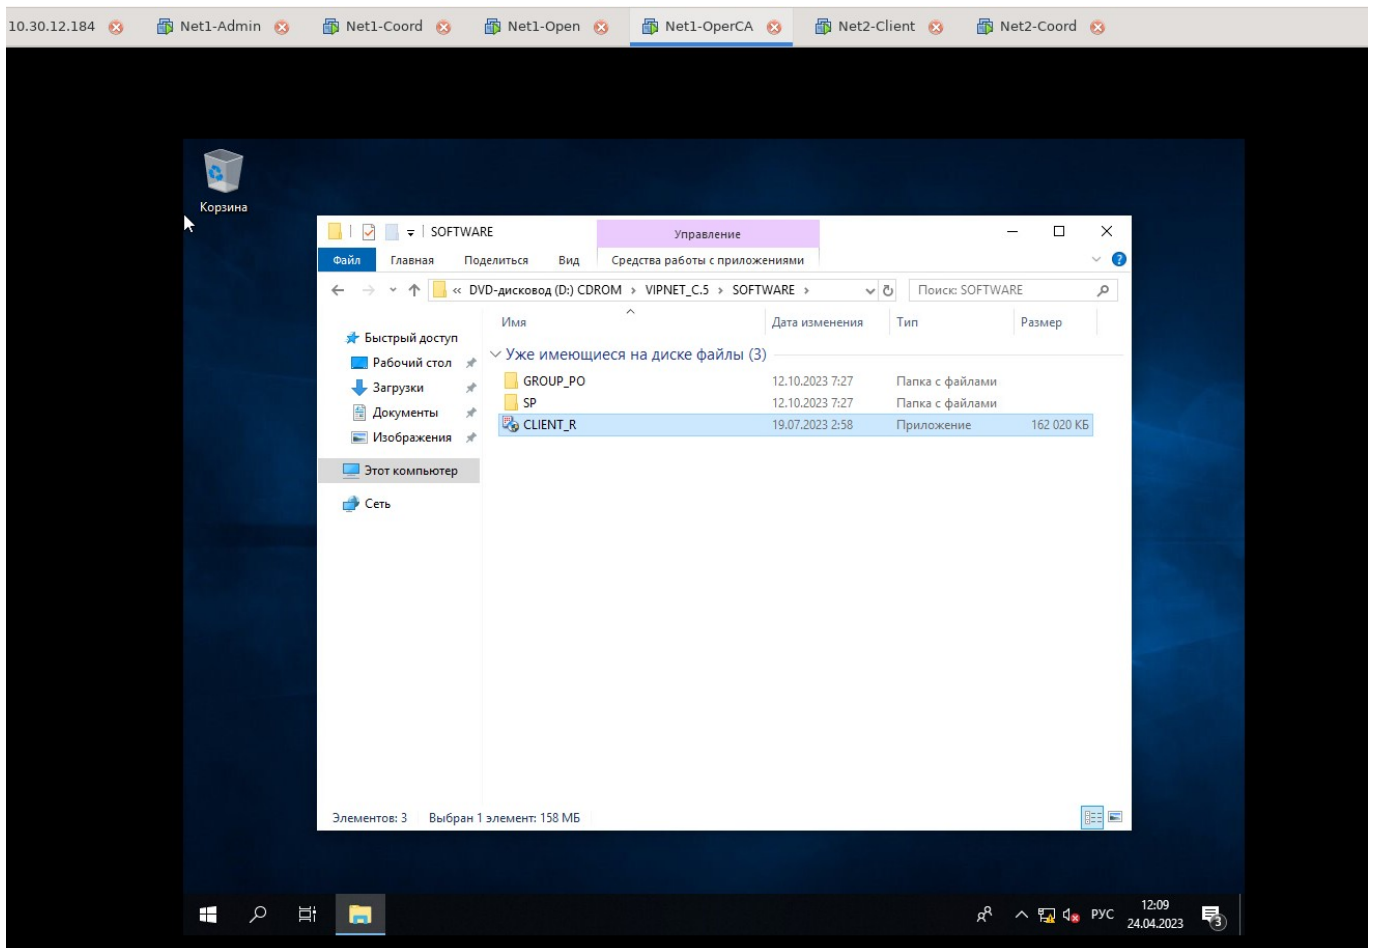 10.30.12.184 Net1-Admin Net1-Coord Net1-Open Net1-OperCA Net2-Client Net2-Coord
Корзина
SOFTWARE Управление
Файл Главная Поделиться Вид Средства работы с приложениями
« DVD-дисковод (D:) CDROM › VIPNET_C.5 › SOFTWARE › Поиск: SOFTWARE
Имя Дата изменения Тип Размер
Быстрый доступ
Рабочий стол
Загрузки
Документы
Изображения
Этот компьютер
Сеть
Уже имеющиеся на диске файлы (3)
GROUP_PO 12.10.2023 7:27 Папка с файлами
SP 12.10.2023 7:27 Папка с файлами
CLIENT_R 19.07.2023 2:58 Приложение 162 020 КБ
Элементов: 3 Выбран 1 элемент: 158 МБ
РУС 12:09
24.04.2023 3